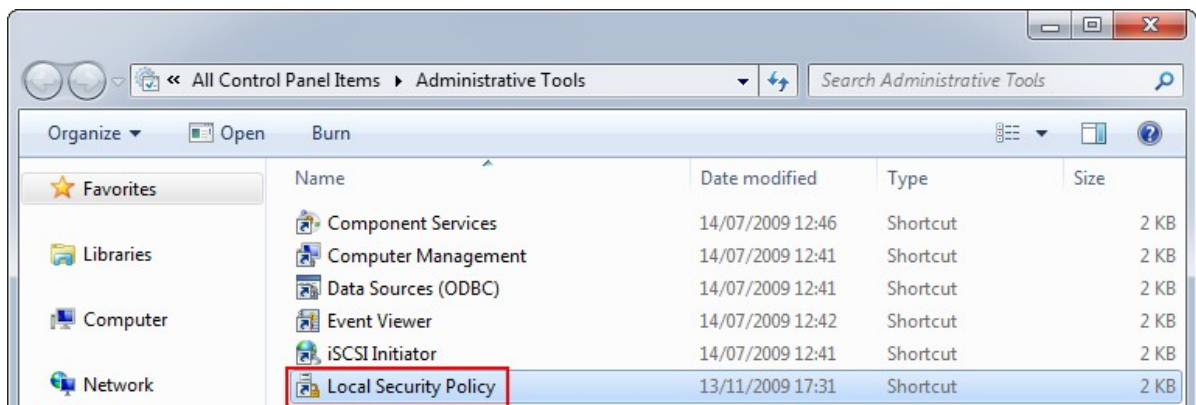 « All Control Panel Items ▸ Administrative Tools Search Administrative Tools
Organize Open Burn
Favorites
Libraries
Computer
Network
Name Date modified Type Size
Component Services 14/07/2009 12:46 Shortcut 2 KB
Computer Management 14/07/2009 12:41 Shortcut 2 KB
Data Sources (ODBC) 14/07/2009 12:41 Shortcut 2 KB
Event Viewer 14/07/2009 12:42 Shortcut 2 KB
iSCSI Initiator 14/07/2009 12:41 Shortcut 2 KB
Local Security Policy 13/11/2009 17:31 Shortcut 2 KB